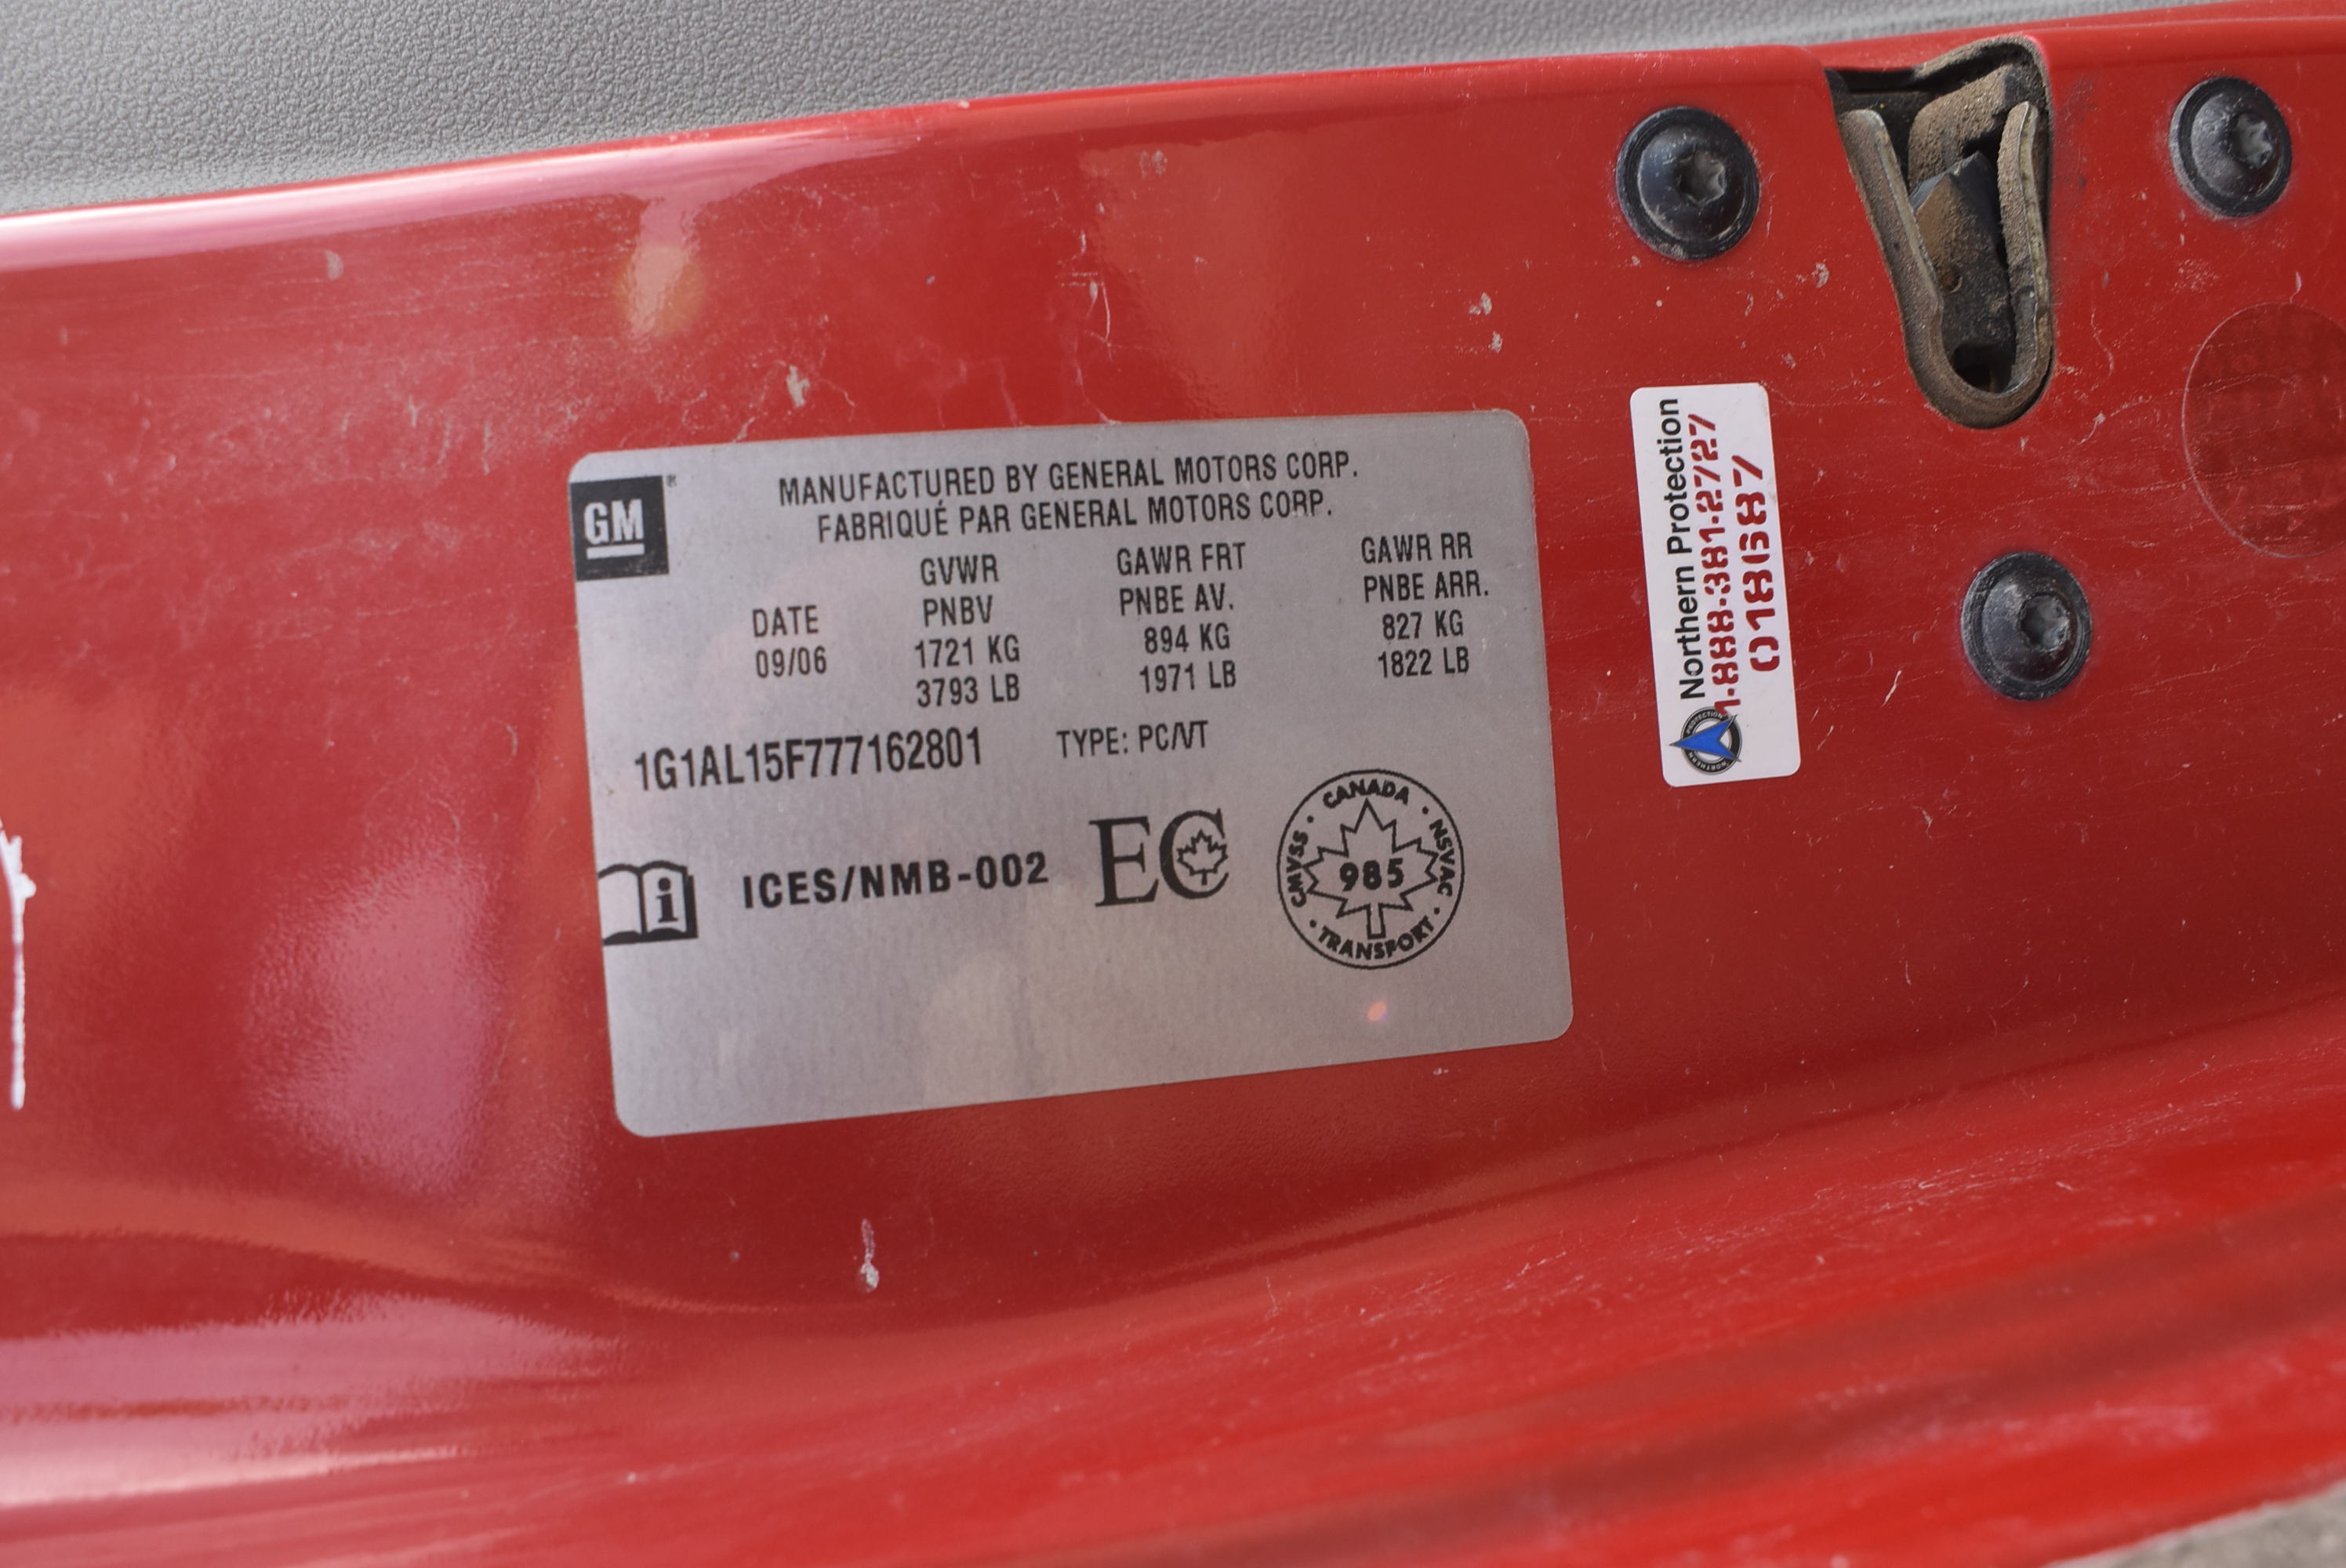 GM
MANUFACTURED BY GENERAL MOTORS CORP.
FABRIQUÉ PAR GENERAL MOTORS CORP.
DATE
09/06
GVWR
PNBV
1721 KG
3793 LB
GAWR FRT
PNBE AV.
894 KG
1971 LB
GAWR RR
PNBE ARR.
827 KG
1822 LB
1G1AL15F777162801 TYPE: PC/VT
i ICES/NMB-002 EC
CANADA · NSVAC · TRANSPORT · CMVSS ·
985
Northern Protection
1-888-381-2727
018687
PROTECTION
NORTHERN